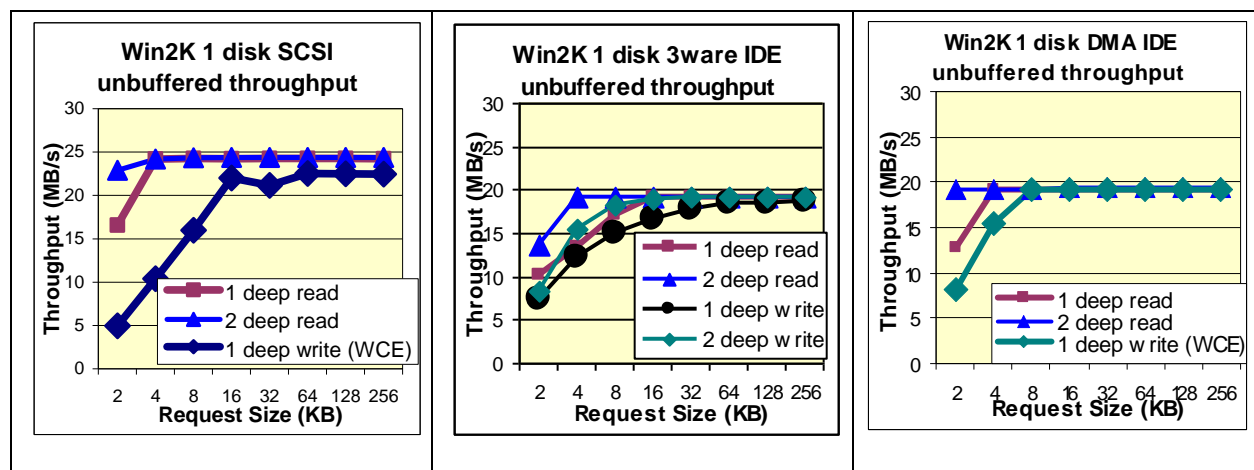 Win2K 1 disk SCSI
unbuffered throughput
30
25
20
15
10
5
0
Throughput (MB/s)
2 4 8 16 32 64 128 256
Request Size (KB)
1 deep read
2 deep read
1 deep write (WCE)
Win2K 1 disk 3ware IDE
unbuffered throughput
30
25
20
15
10
5
0
Throughput (MB/s)
2 4 8 16 32 64 128 256
Request Size (KB)
1 deep read
2 deep read
1 deep w rite
2 deep w rite
Win2K 1 disk DMA IDE
unbuffered throughput
30
25
20
15
10
5
0
Throughput (MB/s)
2 4 8 16 32 64 128 256
Request Size (KB)
1 deep read
2 deep read
1 deep w rite (WCE)